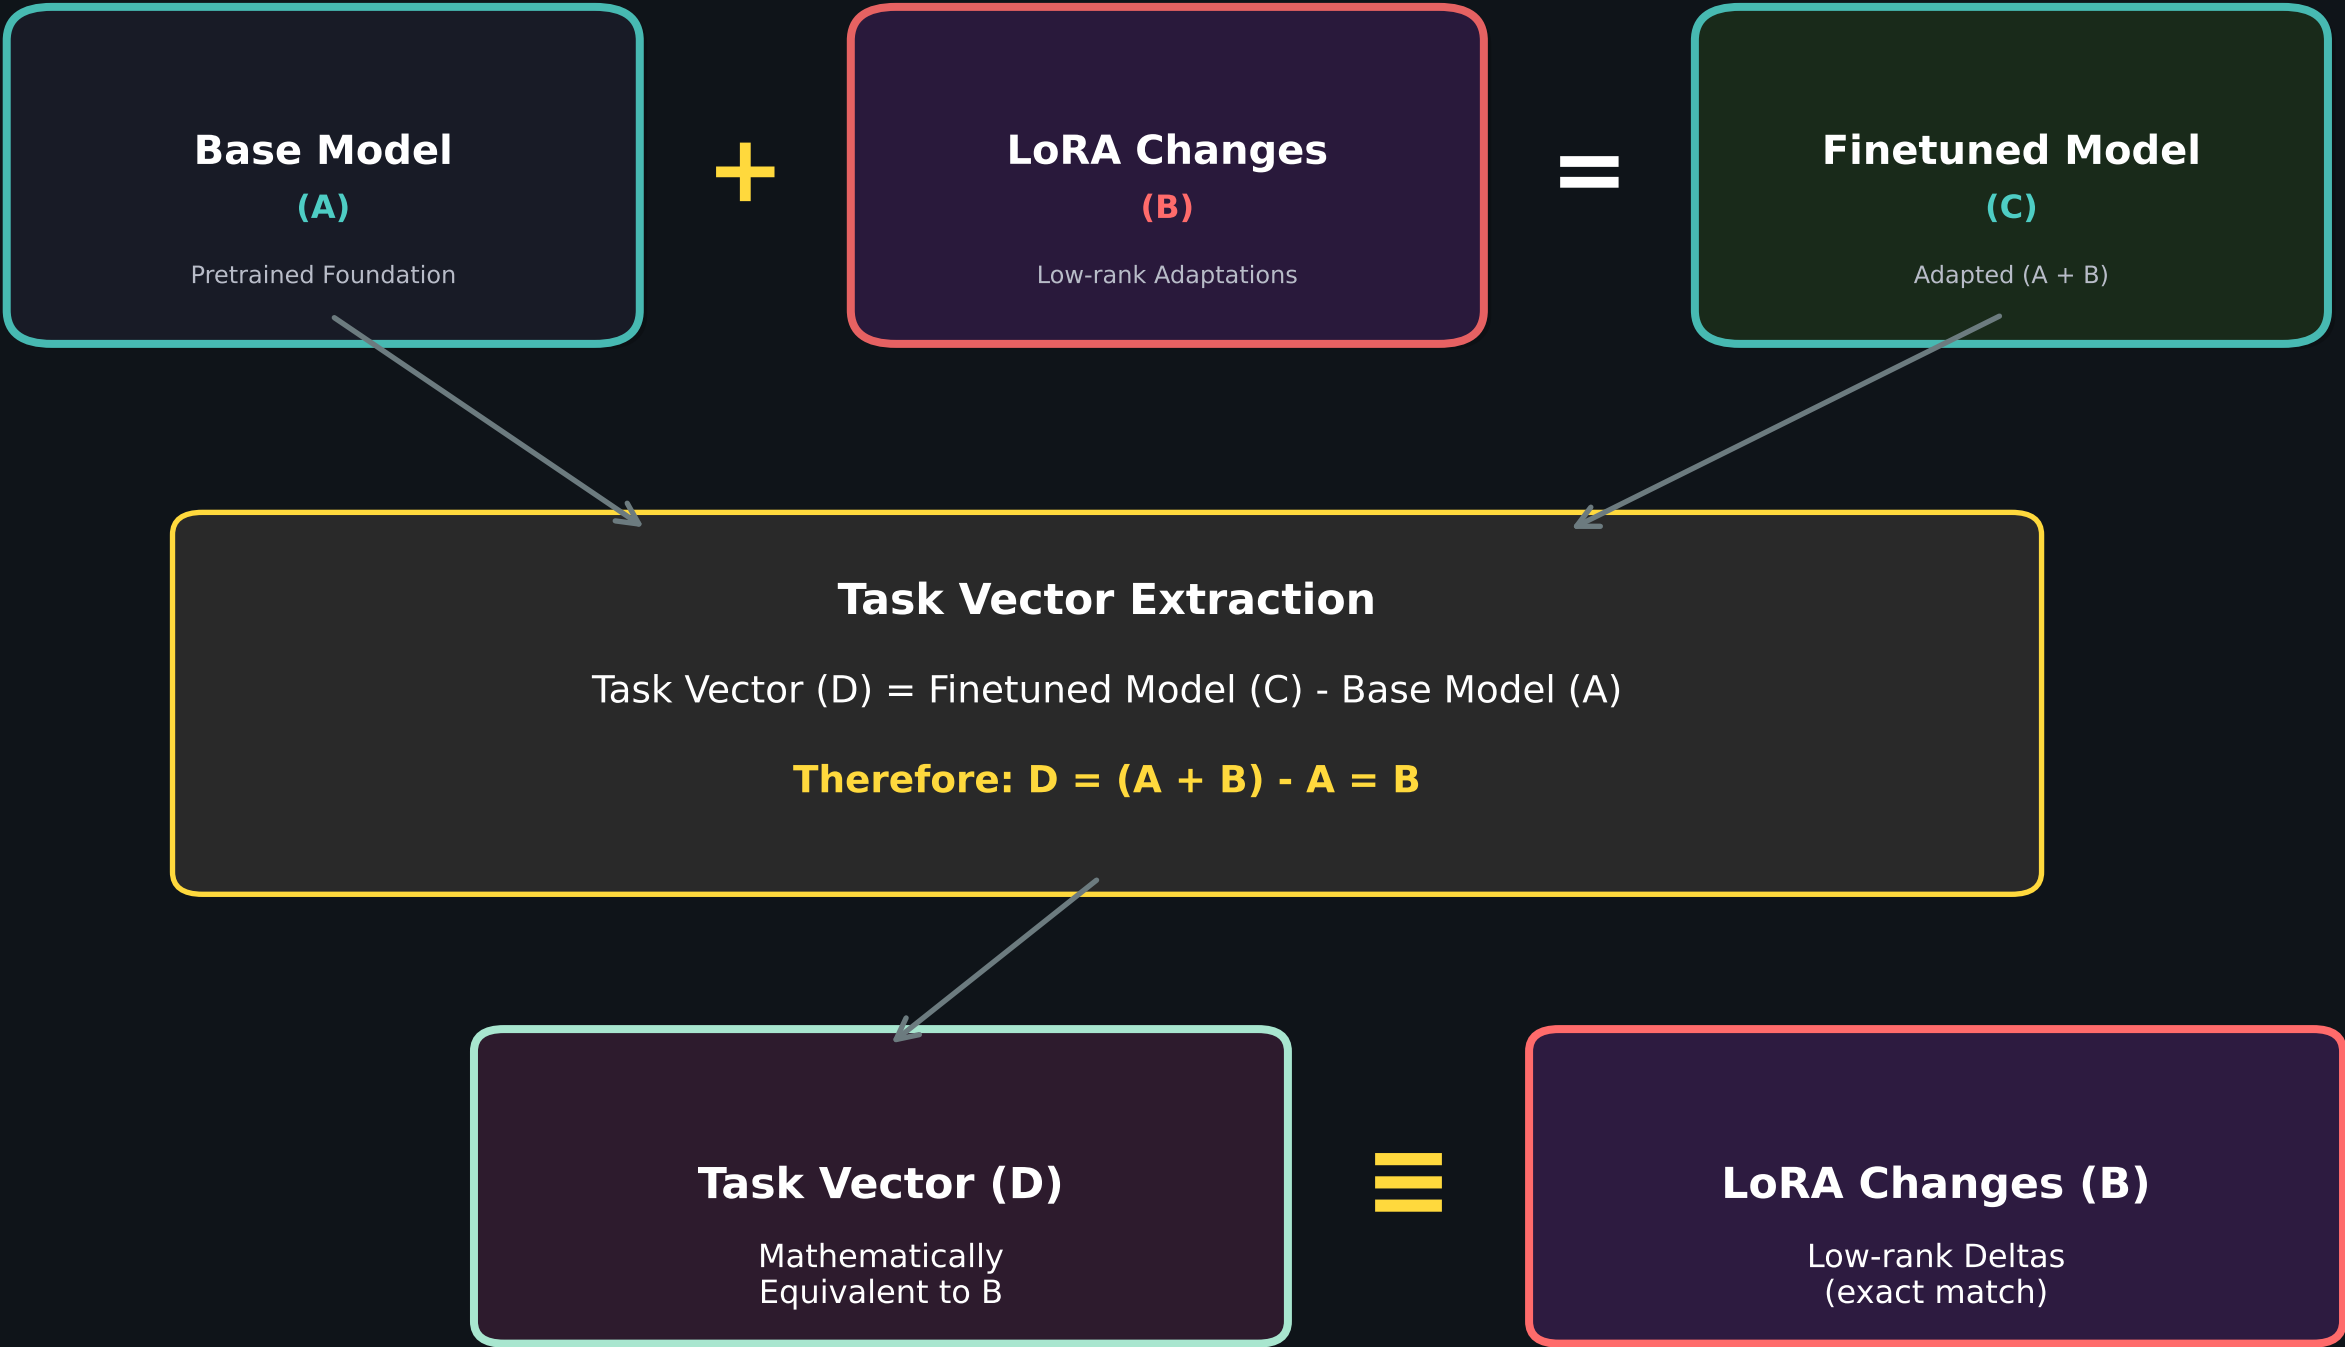 Base Model
(A)
Pretrained Foundation
+
LoRA Changes
(B)
Low-rank Adaptations
=
Finetuned Model
(C)
Adapted (A + B)
Task Vector Extraction
Task Vector (D) = Finetuned Model (C) - Base Model (A)
Therefore: D = (A + B) - A = B
Task Vector (D)
Mathematically
Equivalent to B
≡
LoRA Changes (B)
Low-rank Deltas
(exact match)